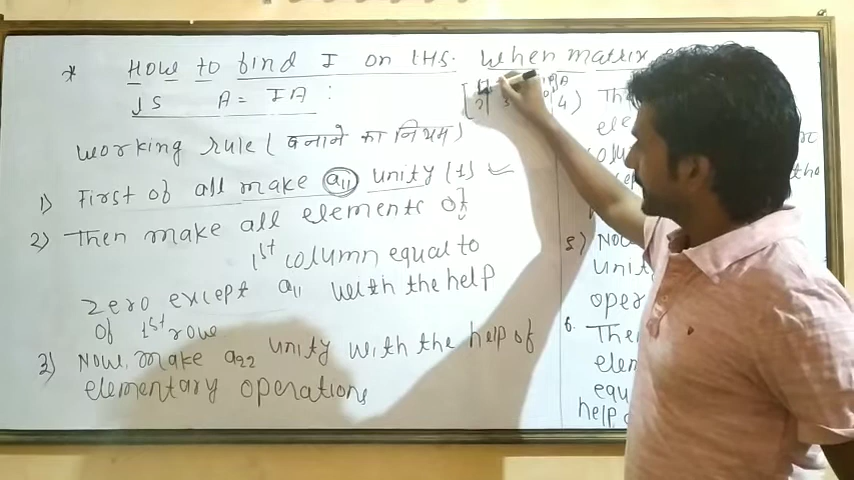 * How to find I on LHS. When matrix
is A = IA :
working rule ( बनाने का नियम )
1) First of all make a11 unity (1) ✓
2) Then make all elements of
1st column equal to
zero except a11 with the help
of 1st row
3) Now, make a22 unity with the help of
elementary operations
4) The
ele
colu
5) Now
unit
oper
6. The
elem
equ
help